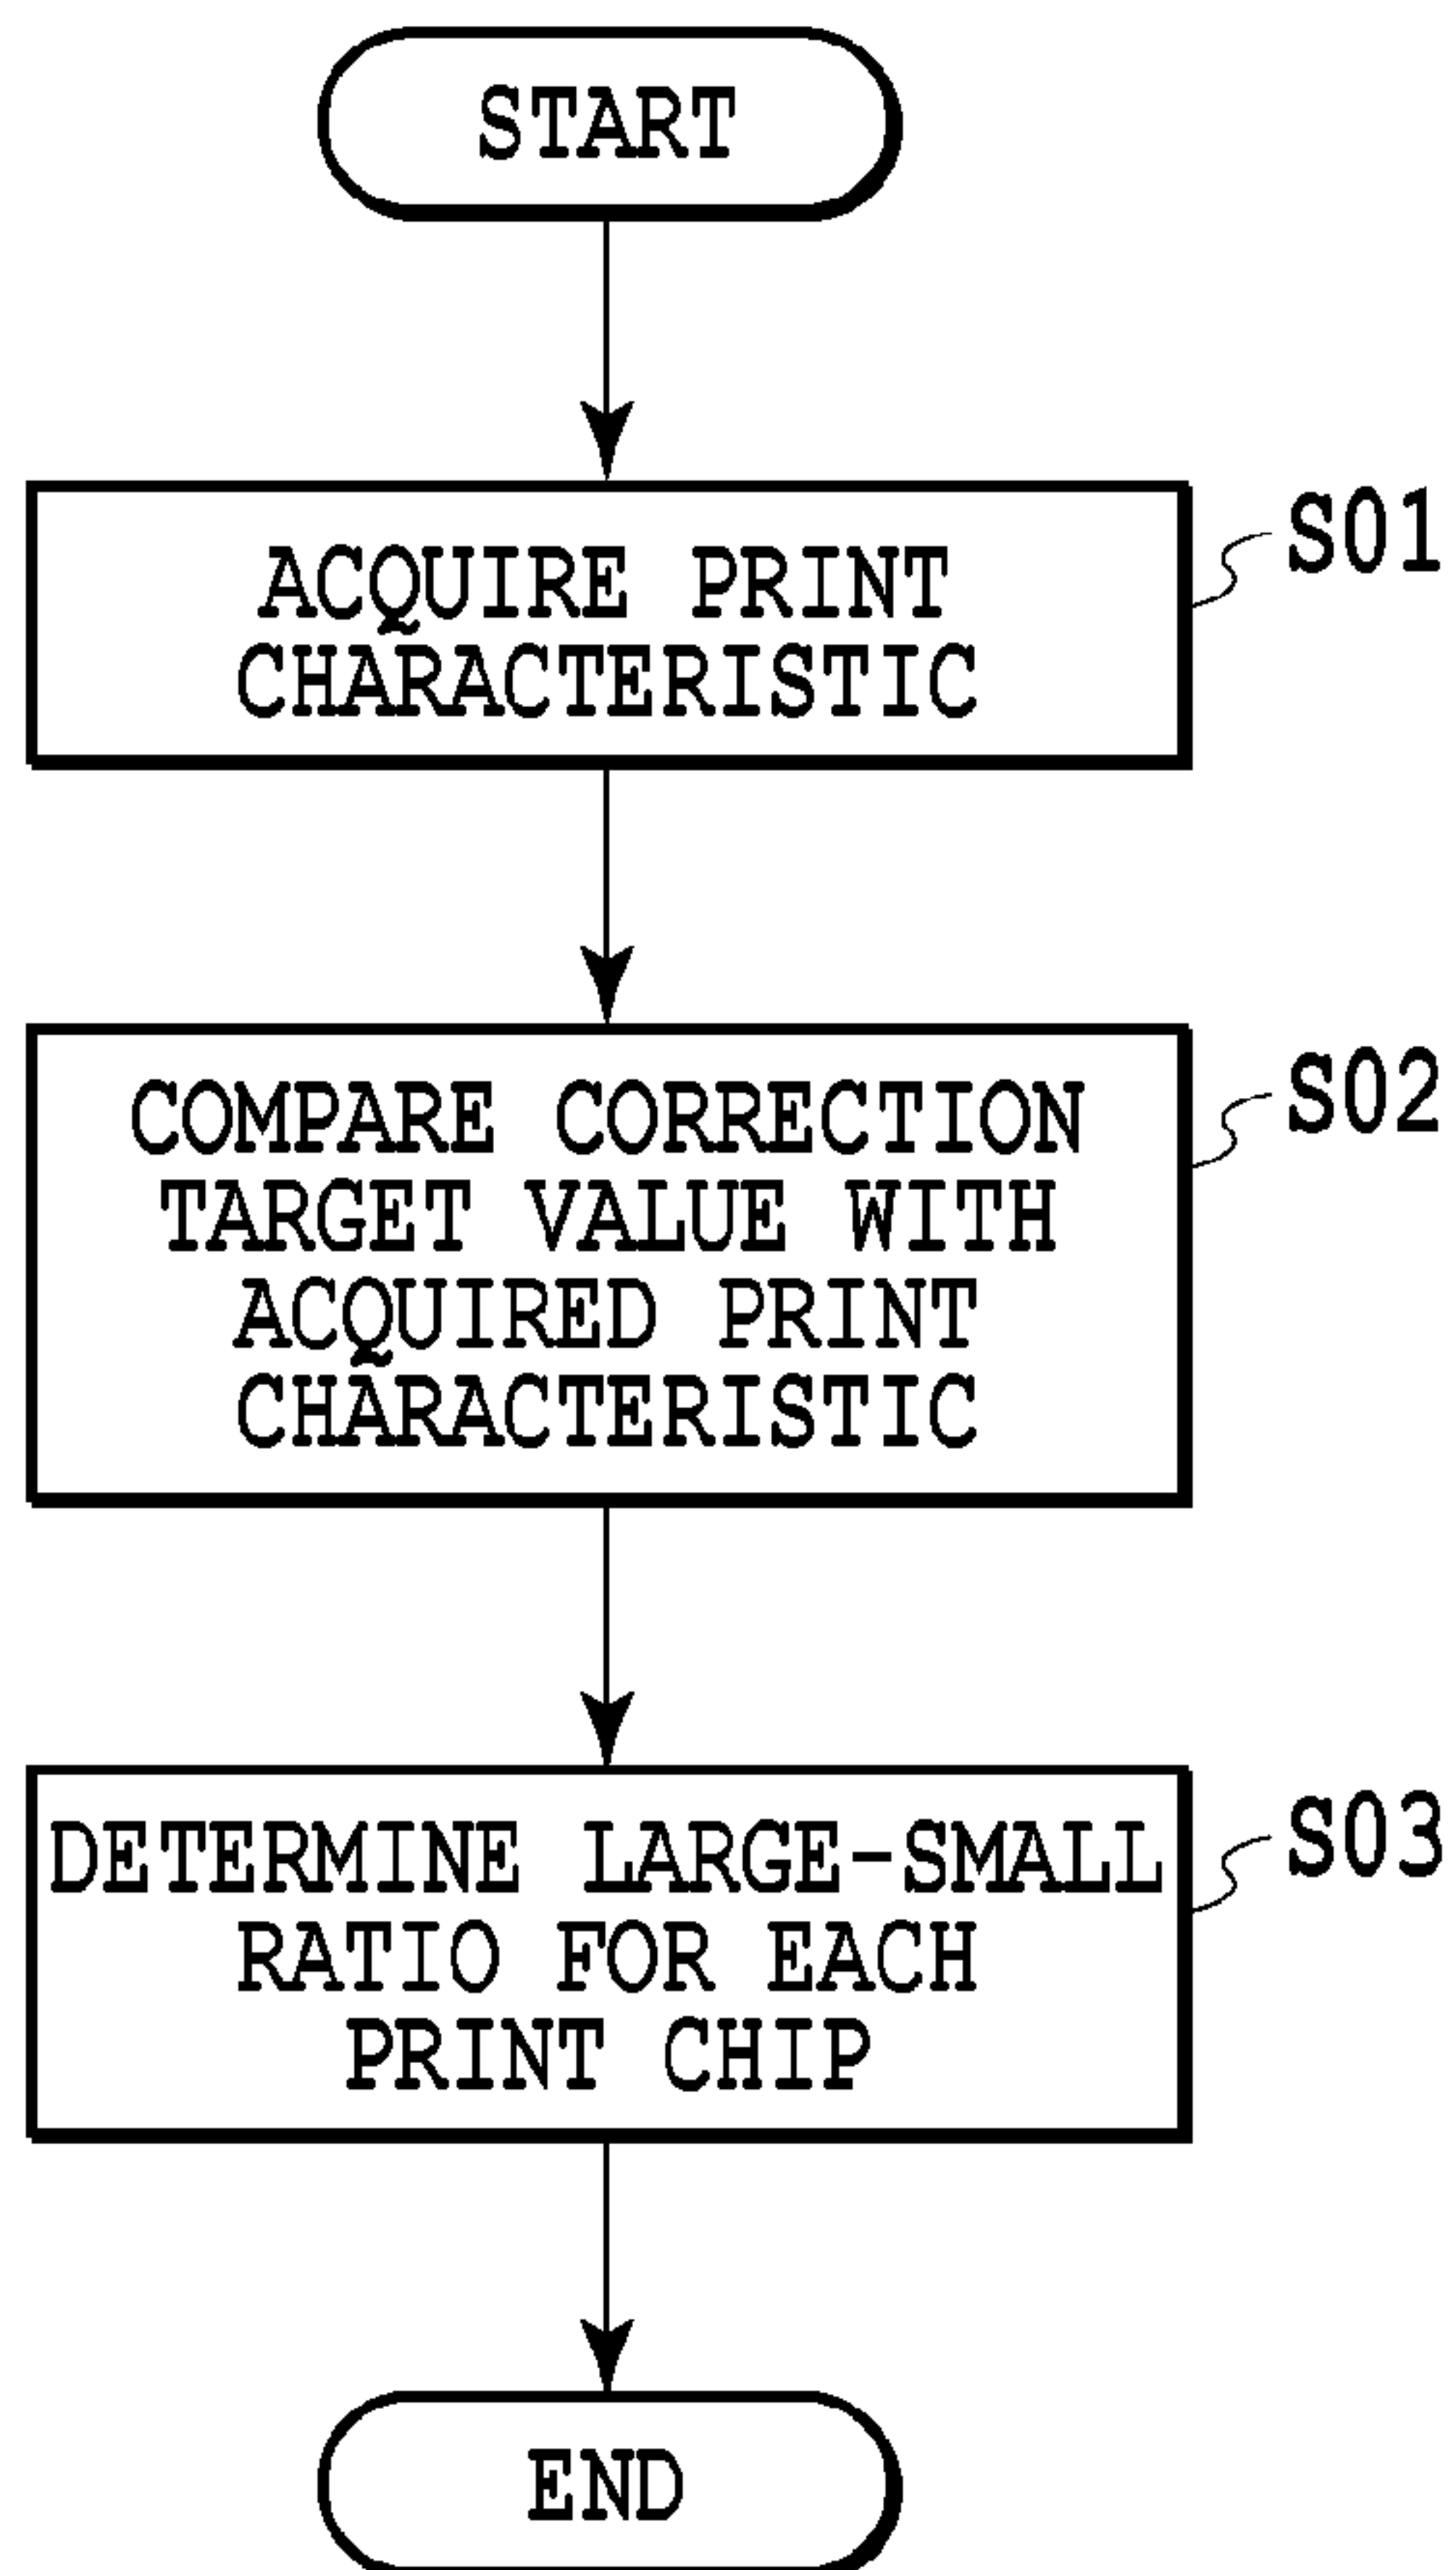 START
ACQUIRE PRINT
CHARACTERISTIC
S01
COMPARE CORRECTION
TARGET VALUE WITH
ACQUIRED PRINT
CHARACTERISTIC
S02
DETERMINE LARGE-SMALL
RATIO FOR EACH
PRINT CHIP
S03
END